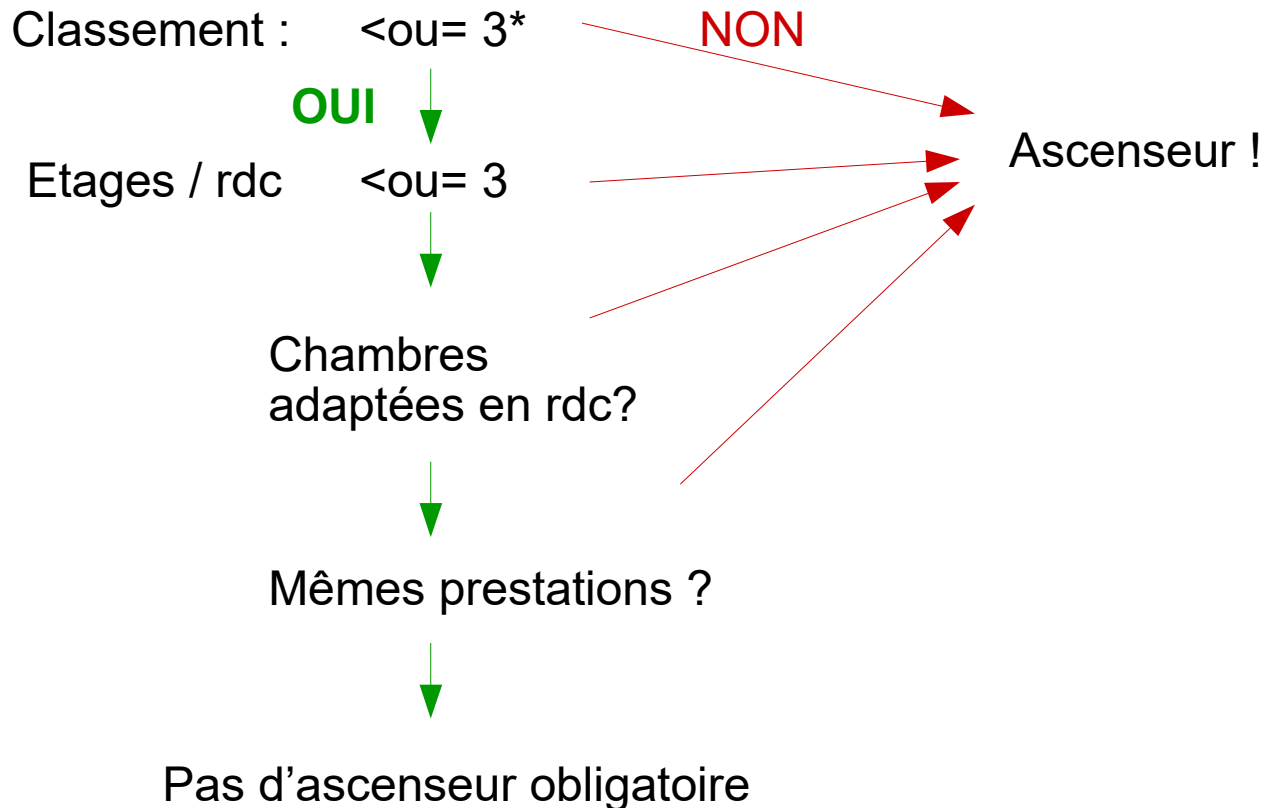 Classement : <ou= 3* NON
OUI
Ascenseur !
Etages / rdc <ou= 3
Chambres
adaptées en rdc?
Mêmes prestations ?
Pas d’ascenseur obligatoire